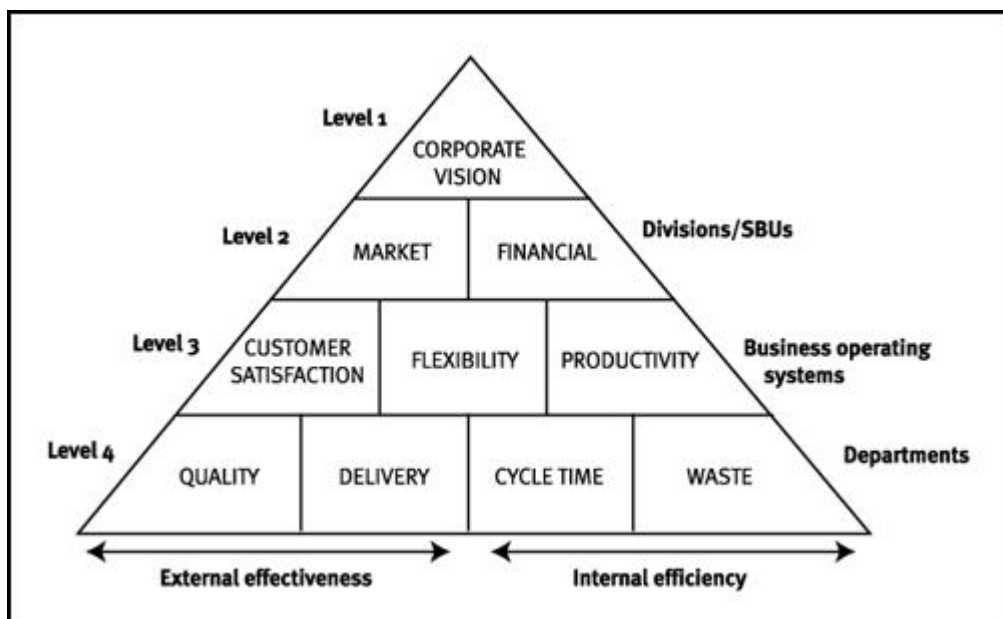 Level 1
CORPORATE
VISION
Level 2
MARKET
FINANCIAL
Divisions/SBUs
Level 3
CUSTOMER
SATISFACTION
FLEXIBILITY
PRODUCTIVITY
Business operating
systems
Level 4
QUALITY
DELIVERY
CYCLE TIME
WASTE
Departments
External effectiveness
Internal efficiency